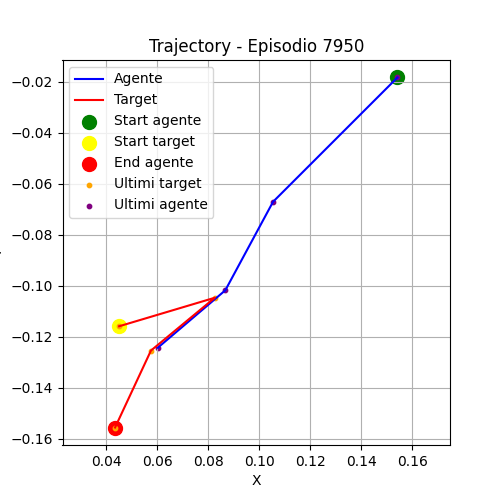 Trajectory - Episodio 7950
Agente
Target
Start agente
Start target
End agente
Ultimi target
Ultimi agente
−0.02
−0.04
−0.06
−0.08
−0.10
−0.12
−0.14
−0.16
0.04 0.06 0.08 0.10 0.12 0.14 0.16
X